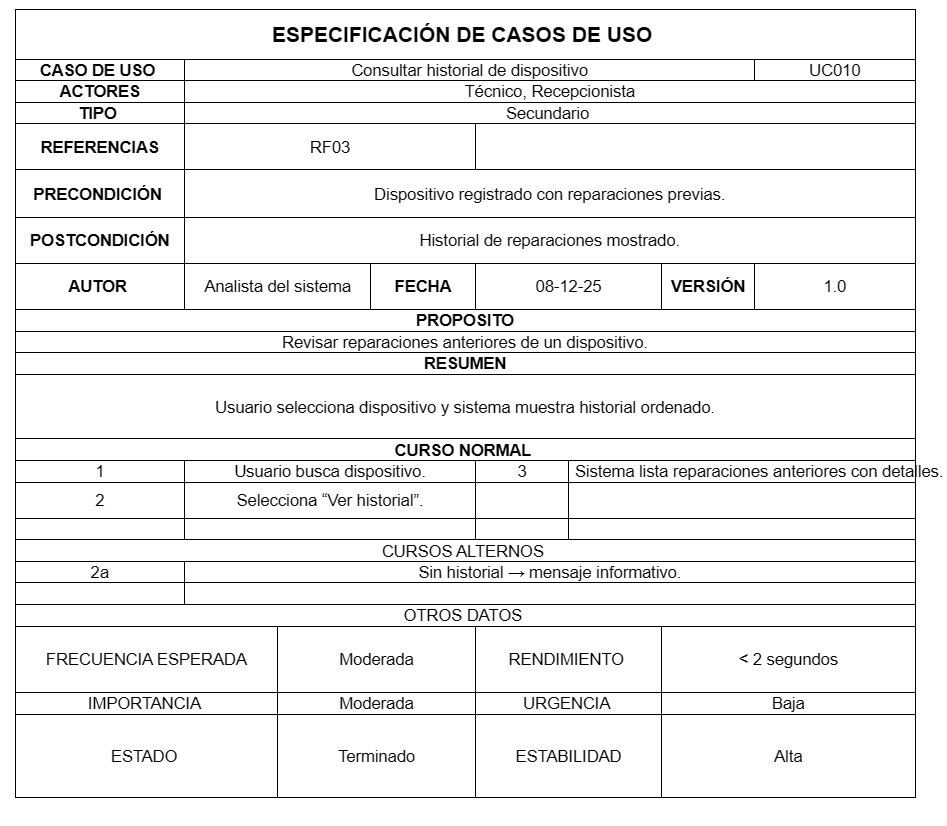 ESPECIFICACIÓN DE CASOS DE USO
CASO DE USO Consultar historial de dispositivo UC010
ACTORES Técnico, Recepcionista
TIPO Secundario
REFERENCIAS RF03
PRECONDICIÓN Dispositivo registrado con reparaciones previas.
POSTCONDICIÓN Historial de reparaciones mostrado.
AUTOR Analista del sistema FECHA 08-12-25 VERSIÓN 1.0
PROPOSITO
Revisar reparaciones anteriores de un dispositivo.
RESUMEN
Usuario selecciona dispositivo y sistema muestra historial ordenado.
CURSO NORMAL
1 Usuario busca dispositivo. 3 Sistema lista reparaciones anteriores con detalles.
2 Selecciona “Ver historial”.
CURSOS ALTERNOS
2a Sin historial → mensaje informativo.
OTROS DATOS
FRECUENCIA ESPERADA Moderada RENDIMIENTO < 2 segundos
IMPORTANCIA Moderada URGENCIA Baja
ESTADO Terminado ESTABILIDAD Alta